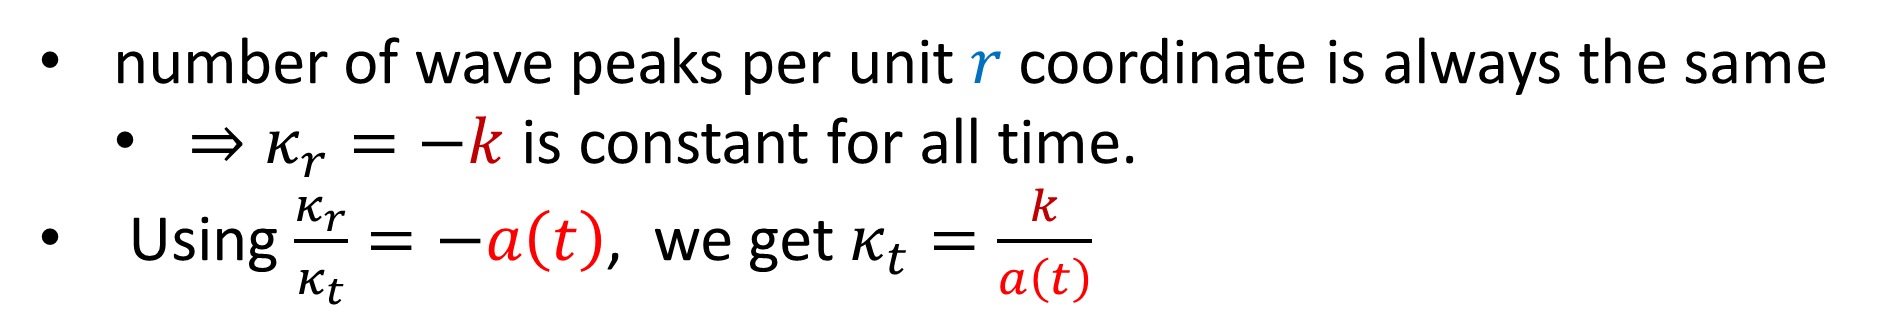 • number of wave peaks per unit r coordinate is always the same
• ⇒ κ_r = −k is constant for all time.
• Using κ_r/κ_t = −a(t), we get κ_t = k/a(t)